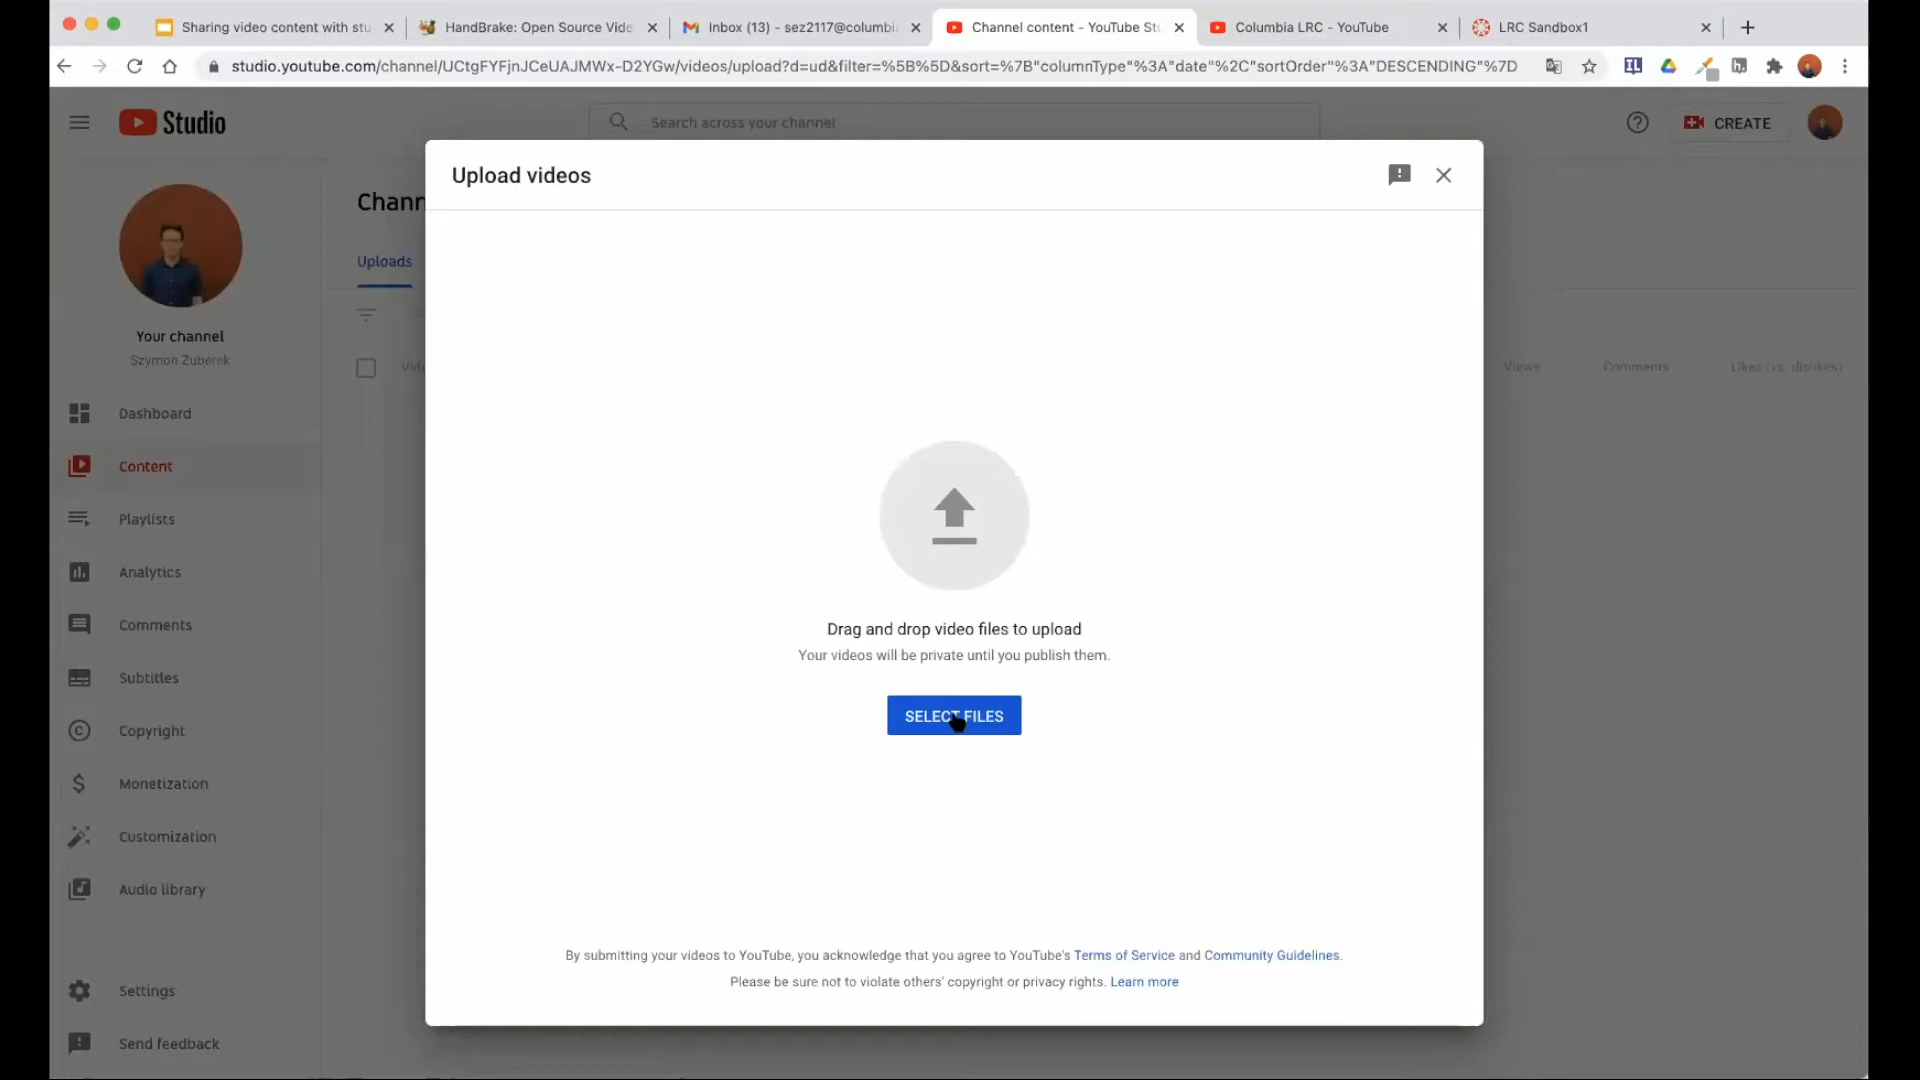 Sharing video content with stu
HandBrake: Open Source Vide
Inbox (13) - sez2117@columbi
Channel content - YouTube St
Columbia LRC - YouTube
LRC Sandbox1
studio.youtube.com/channel/UCtgFYFjnJCeUAJMWx-D2YGw/videos/upload?d=ud&filter=%5B%5D&sort=%7B"columnType"%3A"date"%2C"sortOrder"%3A"DESCENDING"%7D
Studio
Search across your channel
CREATE
Upload videos
Chann
Uploads
Your channel
Szymon Zuberek
Vide
Views
Comments
Likes (vs. dislikes)
Dashboard
Content
Playlists
Analytics
Comments
Subtitles
Copyright
Monetization
Customization
Audio library
Settings
Send feedback
Drag and drop video files to upload
Your videos will be private until you publish them.
SELECT FILES
By submitting your videos to YouTube, you acknowledge that you agree to YouTube's Terms of Service and Community Guidelines.
Please be sure not to violate others' copyright or privacy rights. Learn more